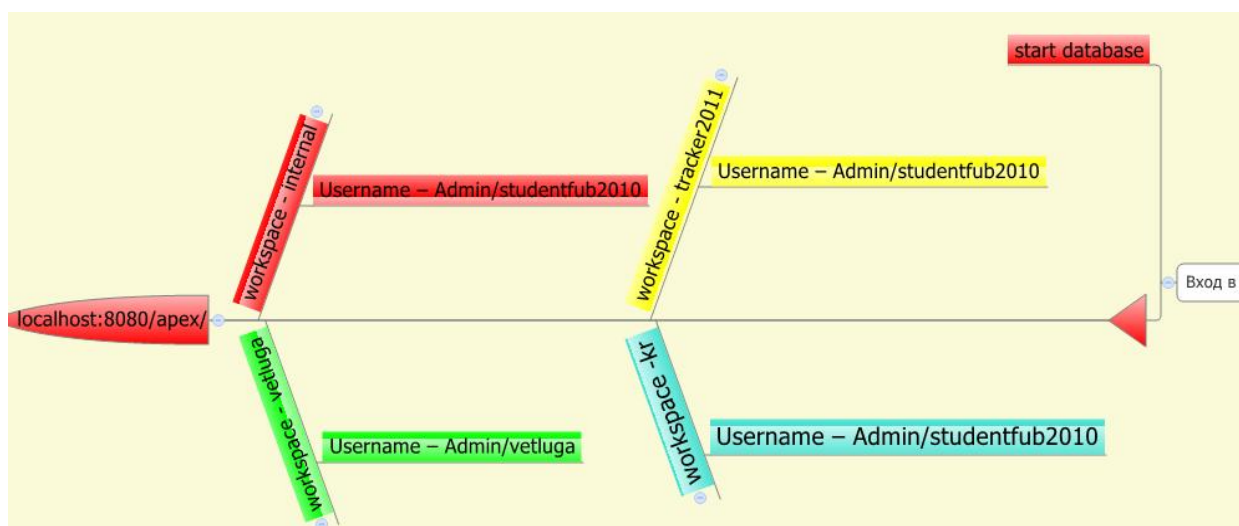 start database
workspace - internal
Username – Admin/studentfub2010
workspace - tracker2011
Username – Admin/studentfub2010
Вход в
localhost:8080/apex/
workspace - vetluga
Username – Admin/vetluga
workspace -kr
Username – Admin/studentfub2010